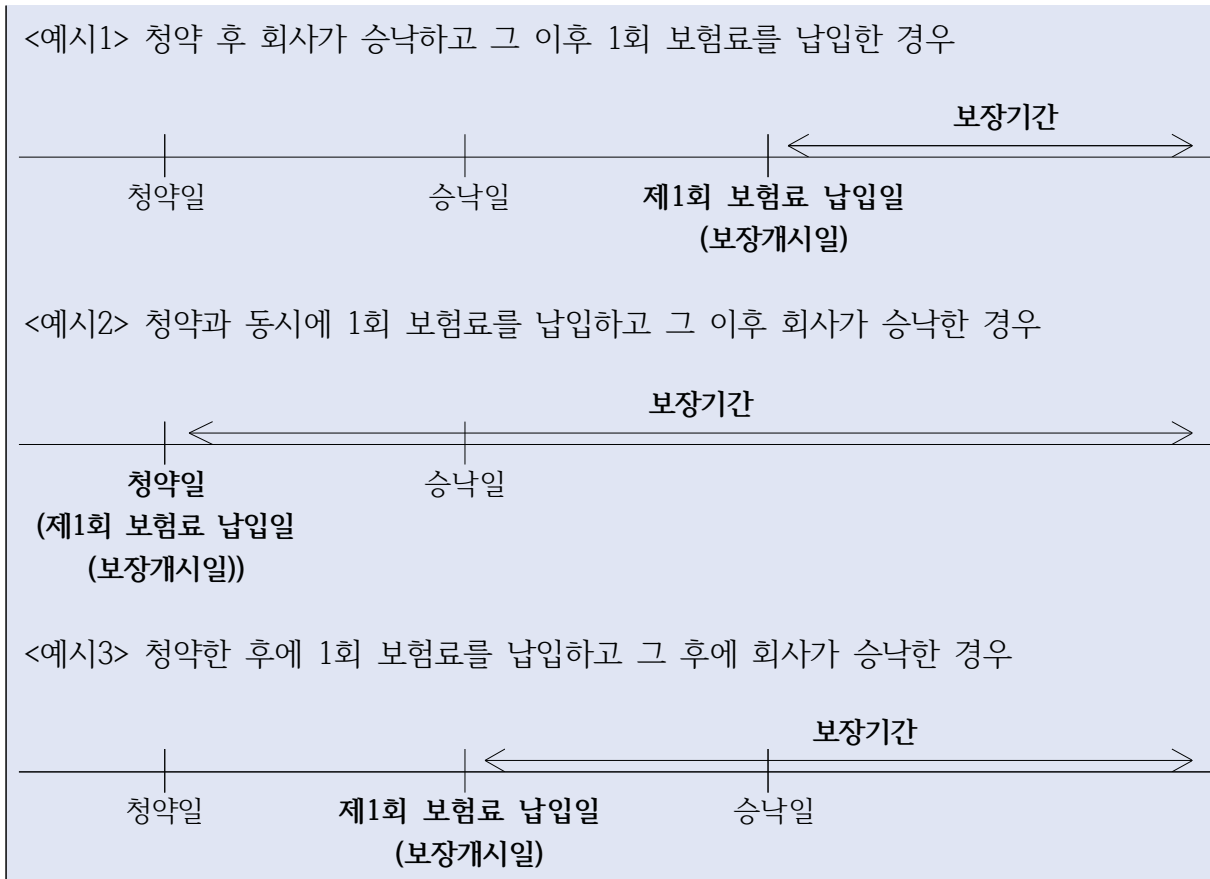 <예시1> 청약 후 회사가 승낙하고 그 이후 1회 보험료를 납입한 경우
보장기간
청약일 승낙일 제1회 보험료 납입일
(보장개시일)
<예시2> 청약과 동시에 1회 보험료를 납입하고 그 이후 회사가 승낙한 경우
보장기간
청약일 승낙일
(제1회 보험료 납입일
(보장개시일))
<예시3> 청약한 후에 1회 보험료를 납입하고 그 후에 회사가 승낙한 경우
보장기간
청약일 제1회 보험료 납입일 승낙일
(보장개시일)